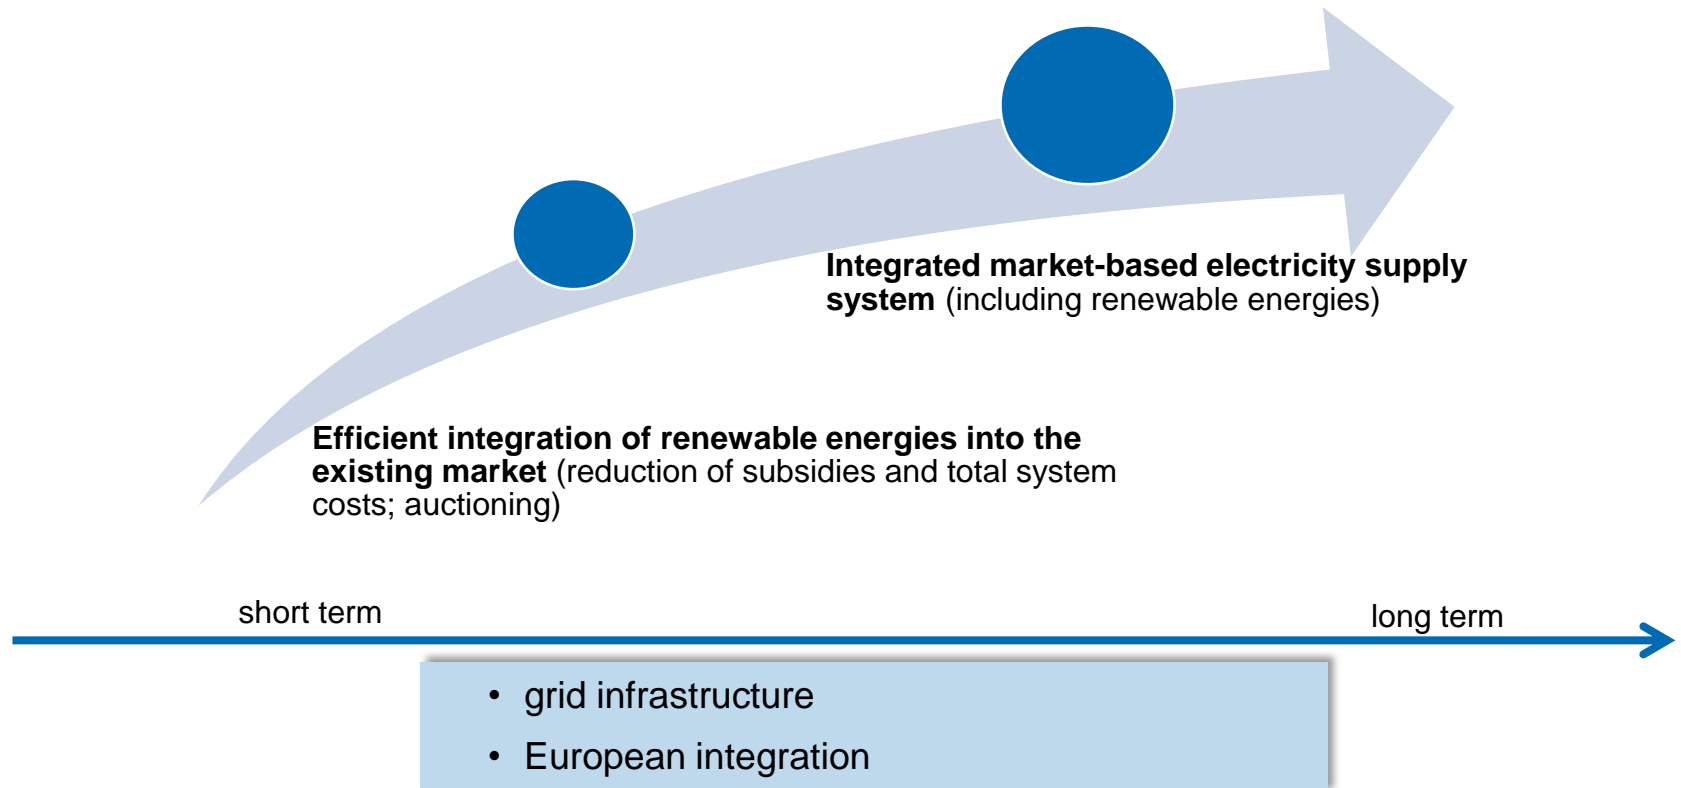 Integrated market-based electricity supply
system (including renewable energies)
Efficient integration of renewable energies into the
existing market (reduction of subsidies and total system
costs; auctioning)
short term
long term
• grid infrastructure
• European integration